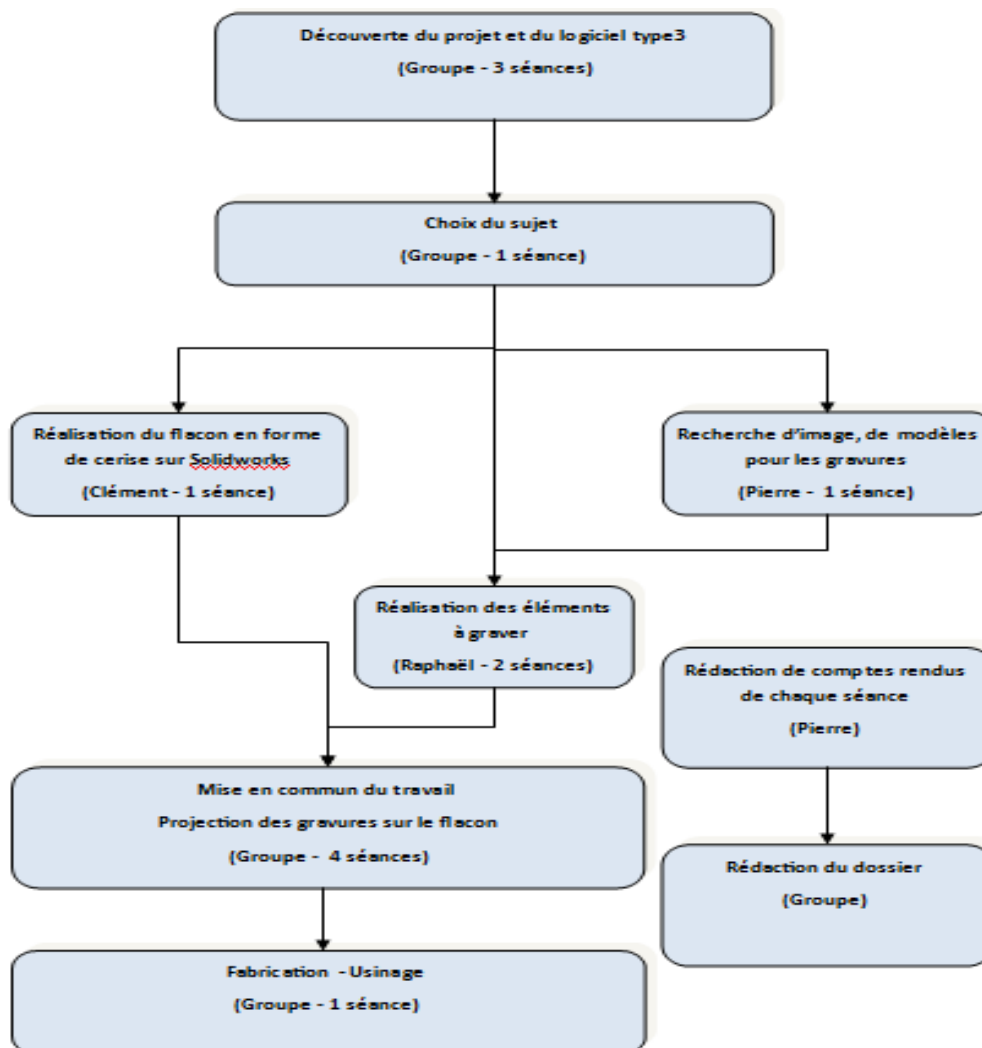 Découverte du projet et du logiciel type3
(Groupe - 3 séances)
Choix du sujet
(Groupe - 1 séance)
Réalisation du flacon en forme
de cerise sur Solidworks
(Clément - 1 séance)
Recherche d'image, de modèles
pour les gravures
(Pierre - 1 séance)
Réalisation des éléments
à graver
(Raphaël - 2 séances)
Rédaction de comptes rendus
de chaque séance
(Pierre)
Mise en commun du travail
Projection des gravures sur le flacon
(Groupe - 4 séances)
Rédaction du dossier
(Groupe)
Fabrication - Usinage
(Groupe - 1 séance)